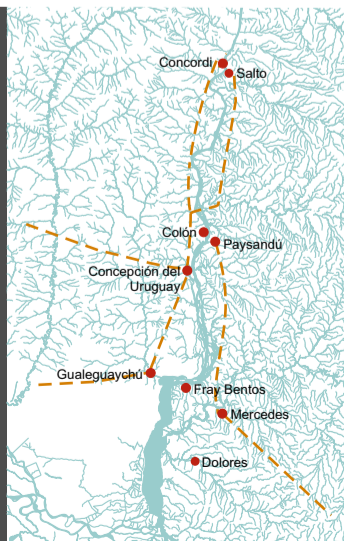 Concordi
Salto
Colón
Paysandú
Concepción del
Uruguay
Gualeguaychú
Fray Bentos
Mercedes
Dolores